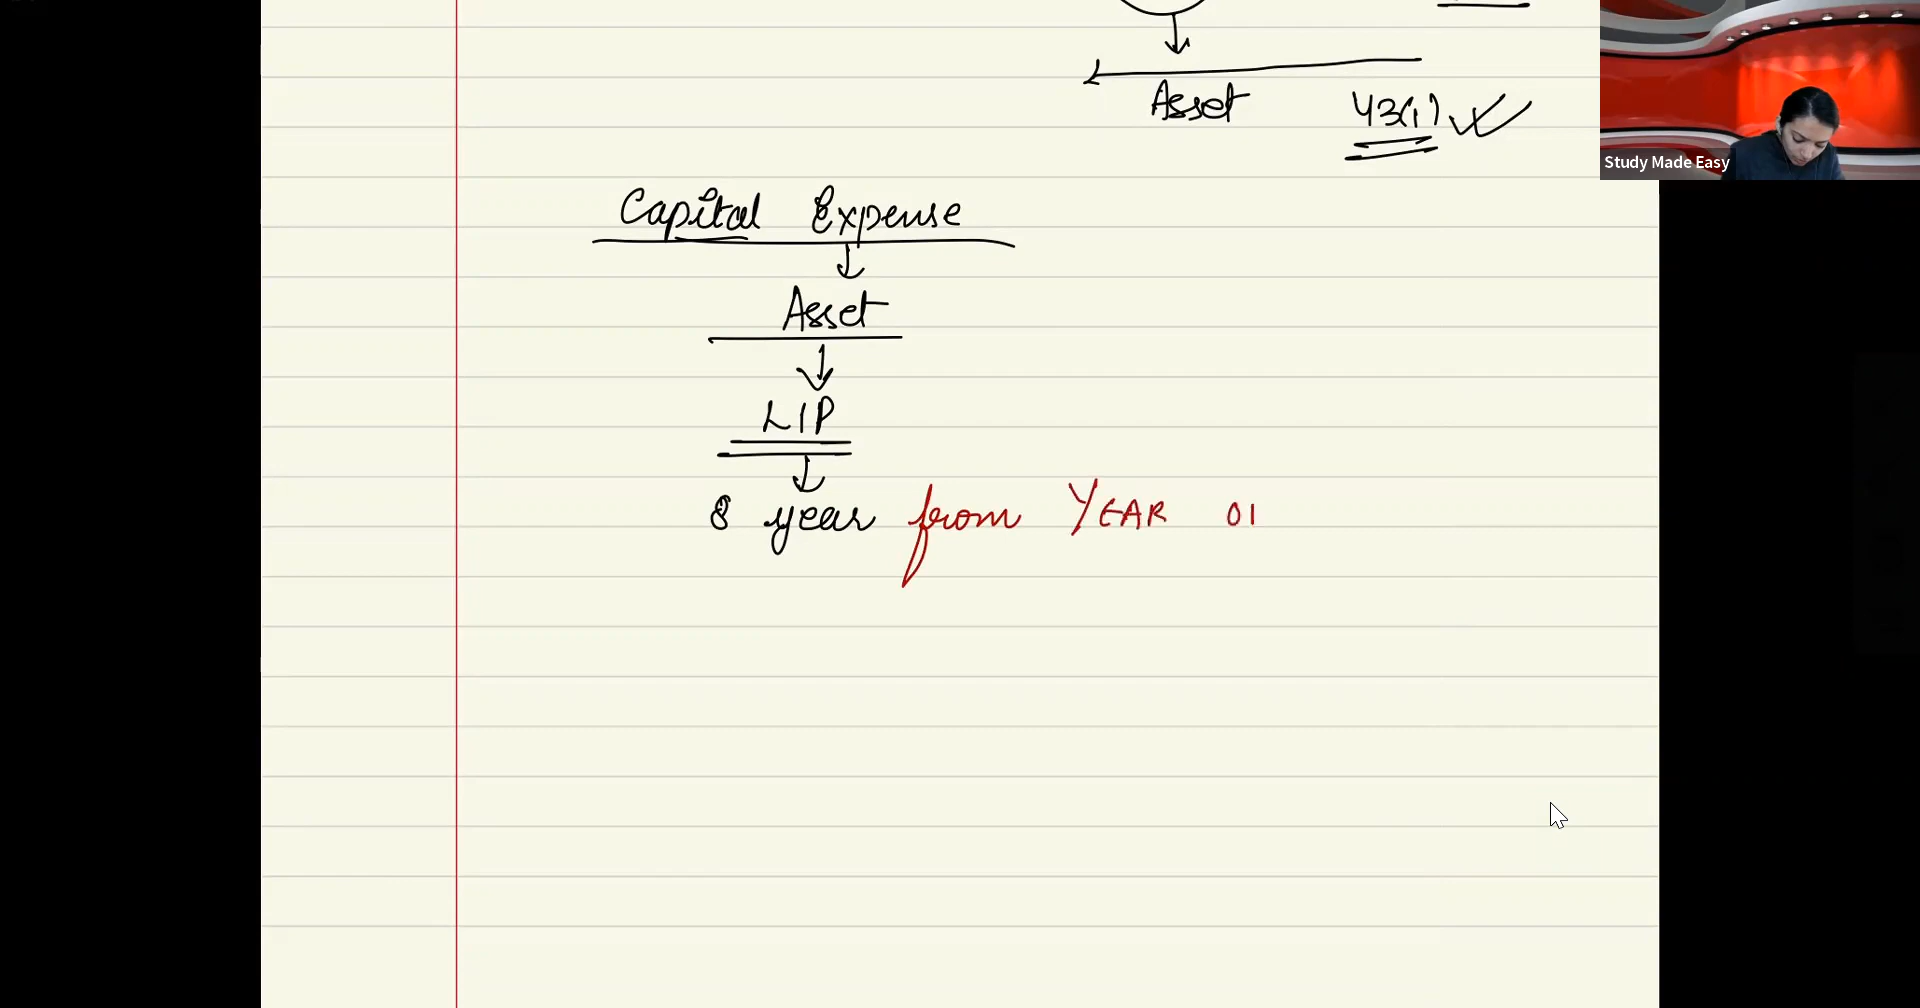 Asset 43(1)
Study Made Easy
Capital Expense
Asset
LIP
8 year from YEAR 01